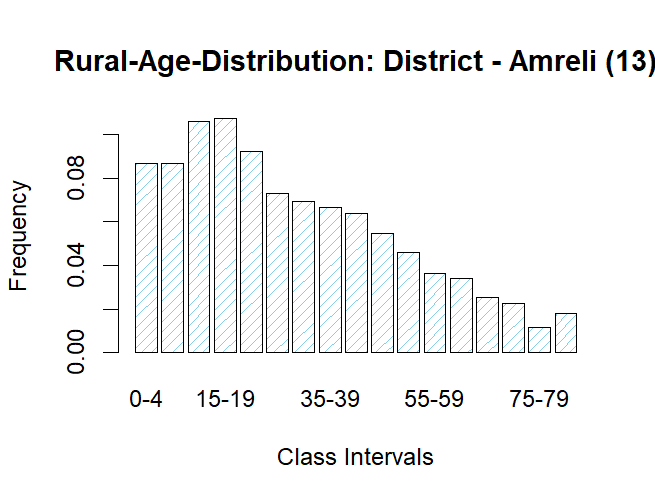 Rural-Age-Distribution: District - Amreli (13)
Frequency
0.08
0.04
0.00
0-4 15-19 35-39 55-59 75-79
Class Intervals